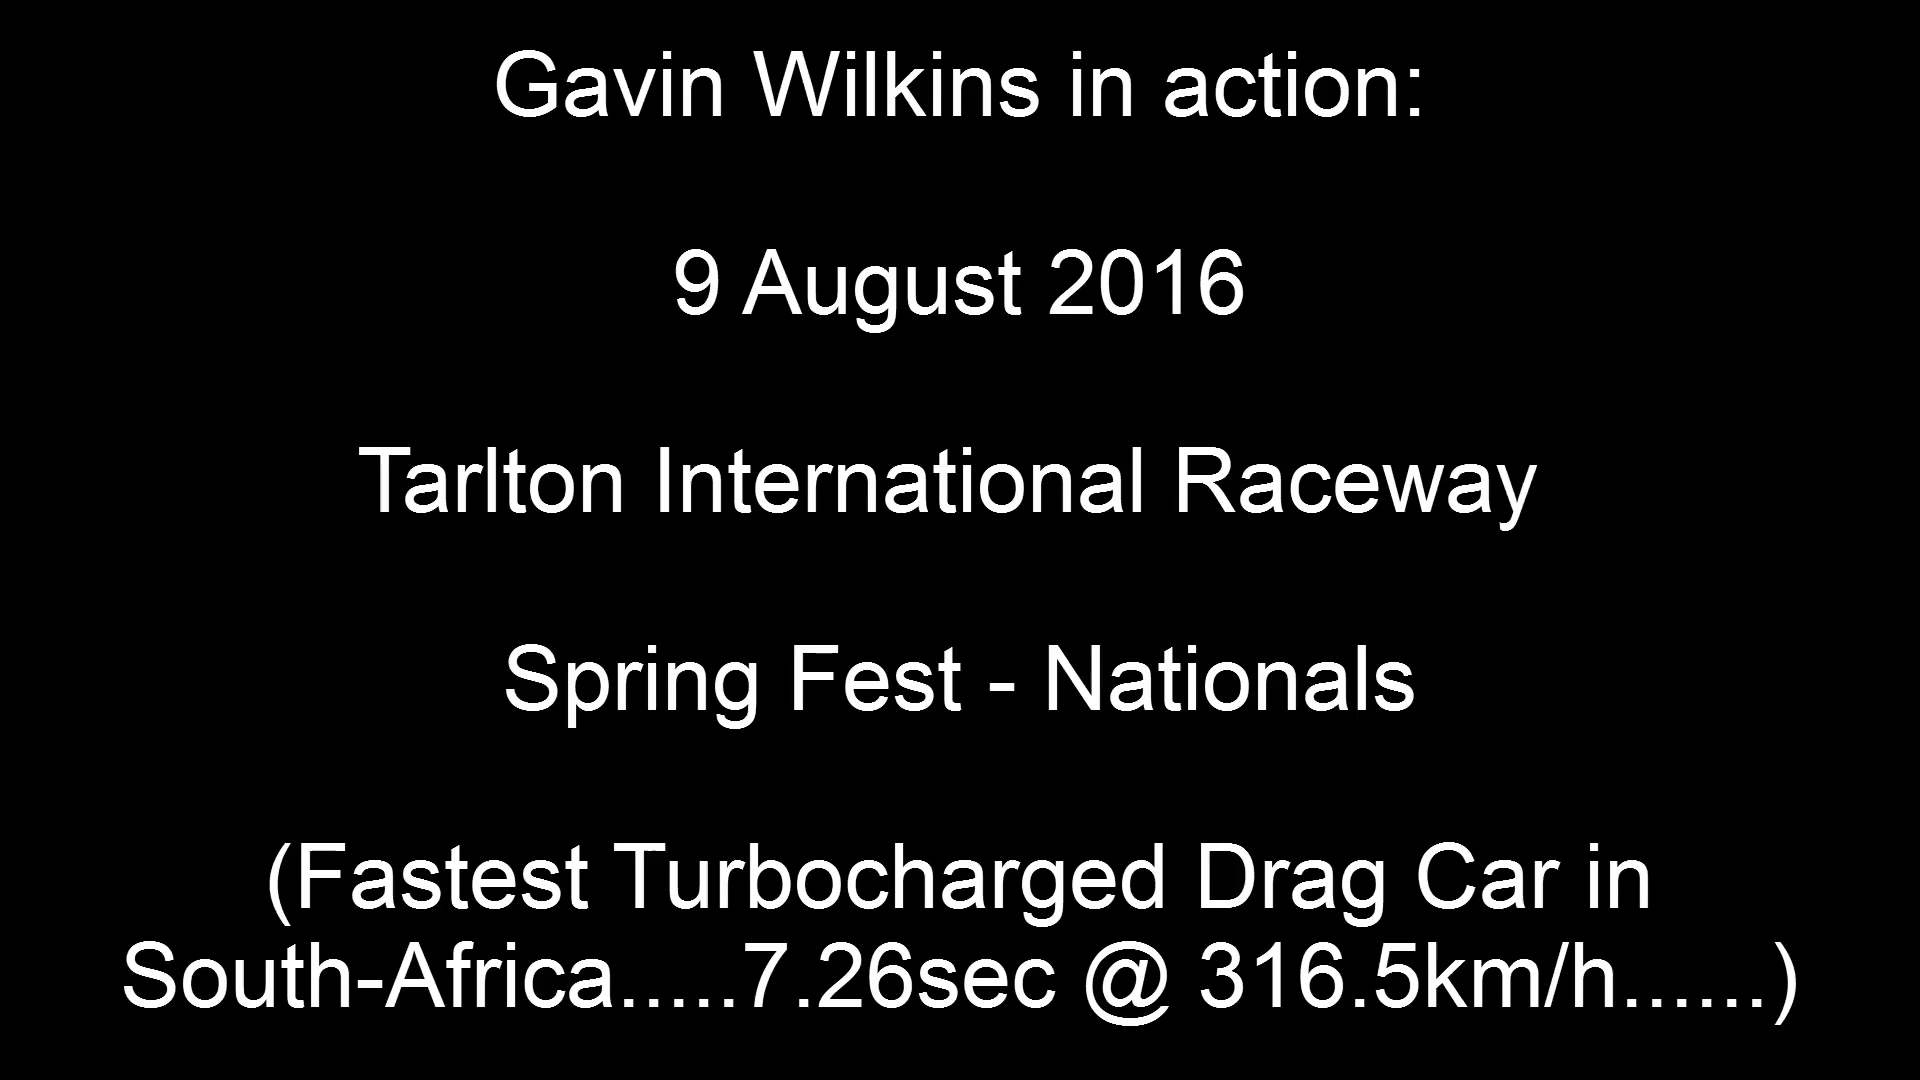 Gavin Wilkins in action:
9 August 2016
Tarlton International Raceway
Spring Fest - Nationals
(Fastest Turbocharged Drag Car in
South-Africa.....7.26sec @ 316.5km/h......)